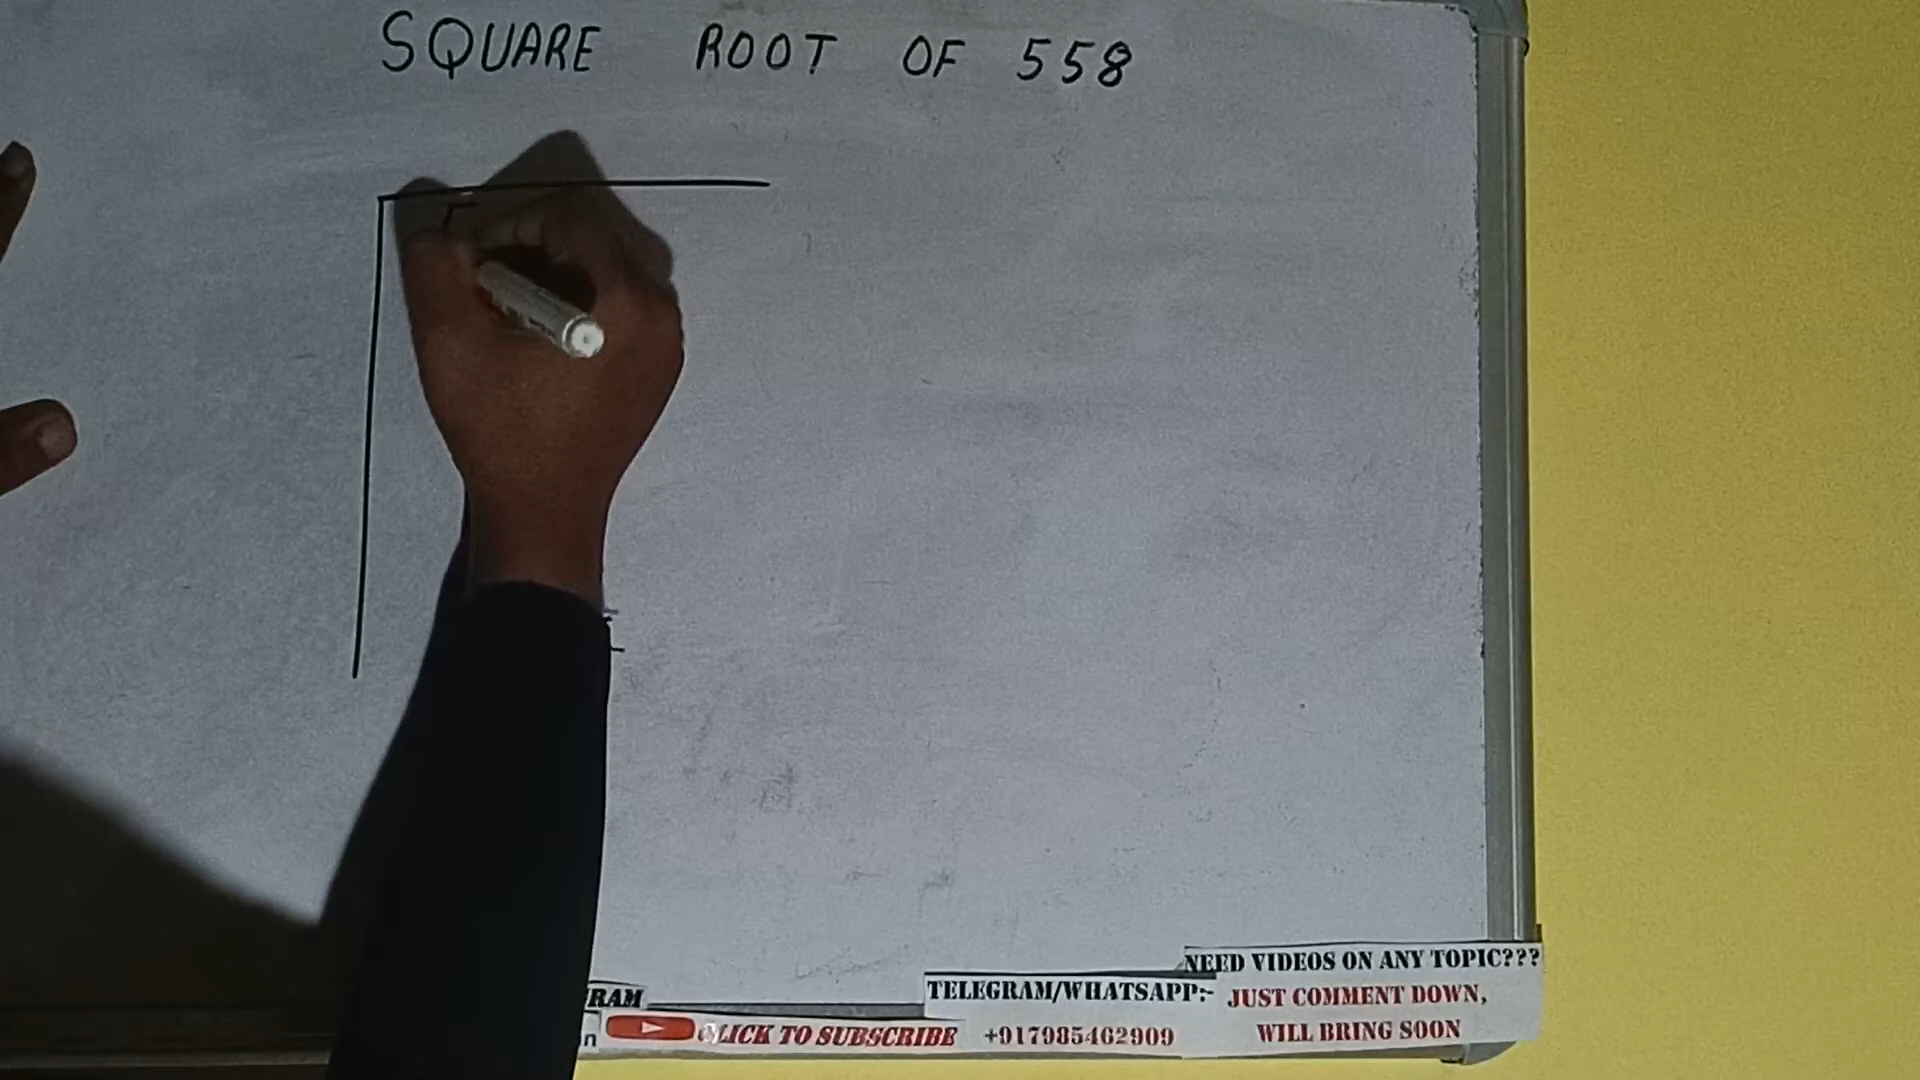 SQUARE ROOT OF 558
NEED VIDEOS ON ANY TOPIC???
JUST COMMENT DOWN,
WILL BRING SOON
TELEGRAM/WHATSAPP:-
+917985462909
CLICK TO SUBSCRIBE